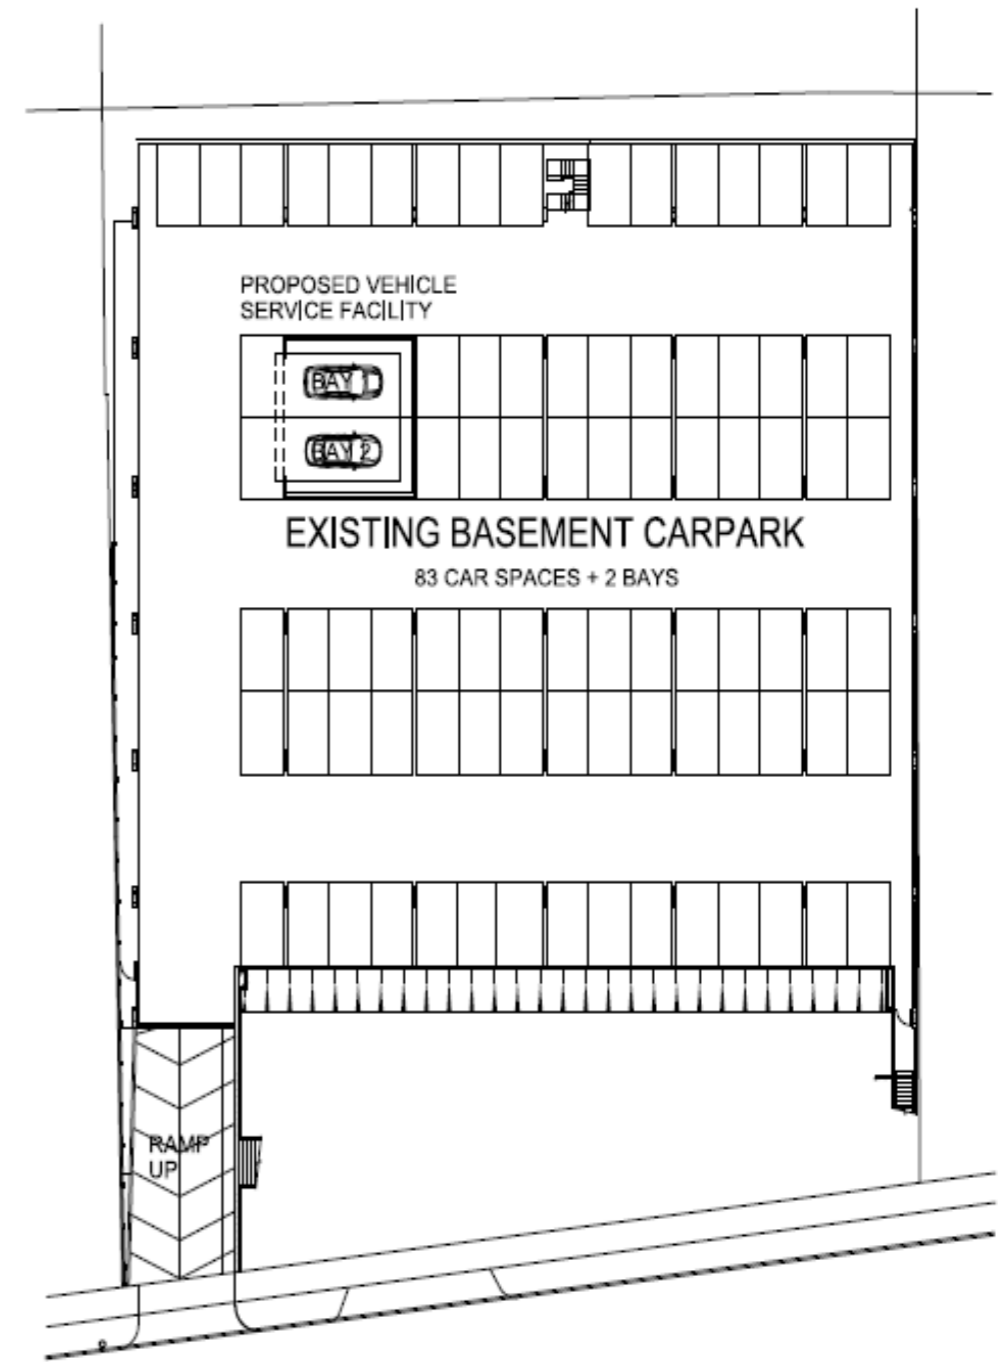 PROPOSED VEHICLE
SERVICE FACILITY
BAY 1
BAY 2
EXISTING BASEMENT CARPARK
83 CAR SPACES + 2 BAYS
RAMP
UP